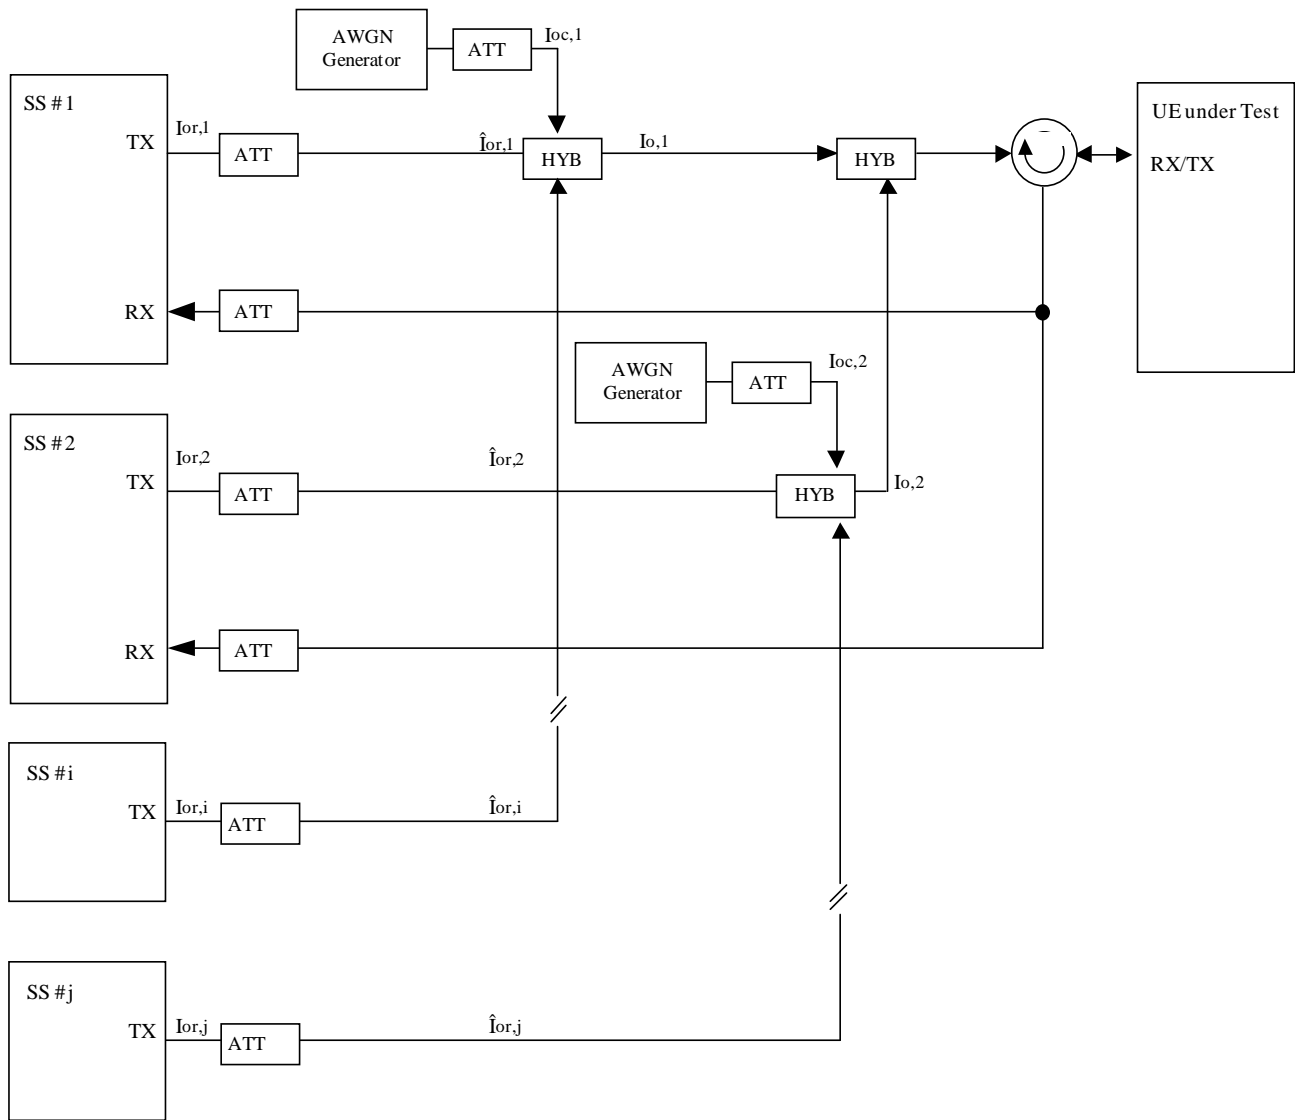 AWGN
Generator
ATT
Ioc,1
SS #1
TX
Ior,1
ATT
Îor,1
HYB
Io,1
HYB
UE under Test
RX/TX
RX
ATT
AWGN
Generator
ATT
Ioc,2
SS #2
TX
Ior,2
ATT
Îor,2
HYB
Io,2
RX
ATT
SS #i
TX
Ior,i
ATT
Îor,i
SS #j
TX
Ior,j
ATT
Îor,j